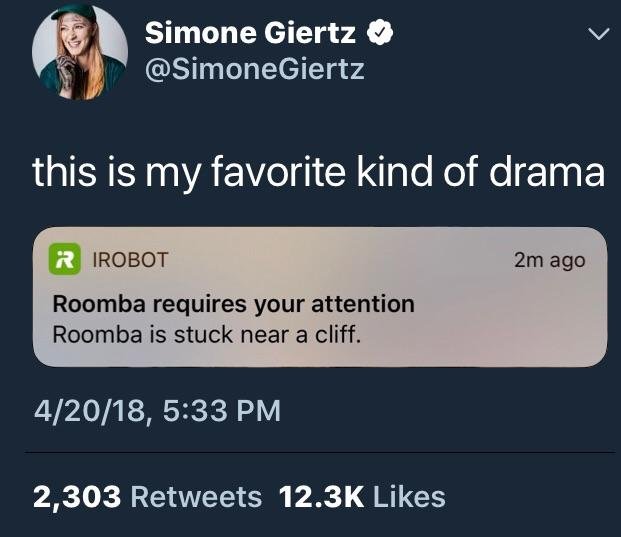 Simone Giertz
@SimoneGiertz
this is my favorite kind of drama
iR IROBOT 2m ago
Roomba requires your attention
Roomba is stuck near a cliff.
4/20/18, 5:33 PM
2,303 Retweets 12.3K Likes